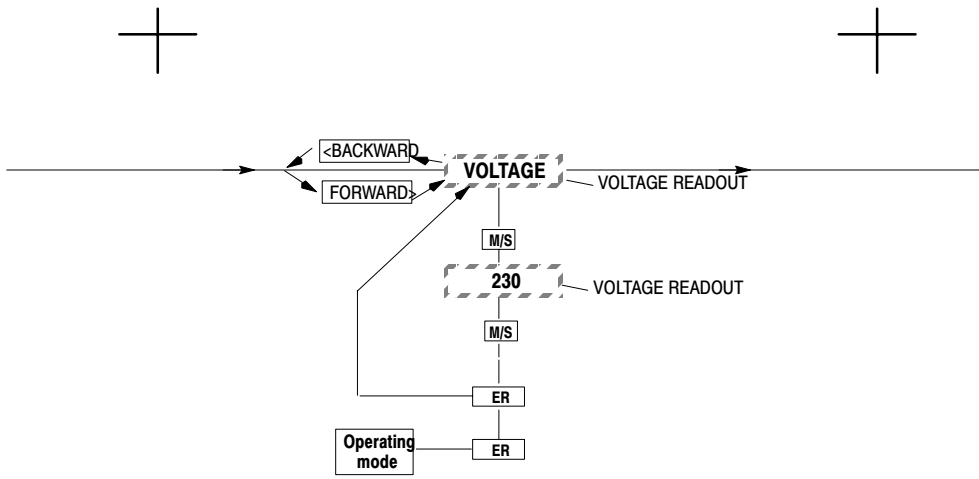 <BACKWARD
VOLTAGE
FORWARD>
VOLTAGE READOUT
M/S
230
VOLTAGE READOUT
M/S
ER
Operating
mode
ER